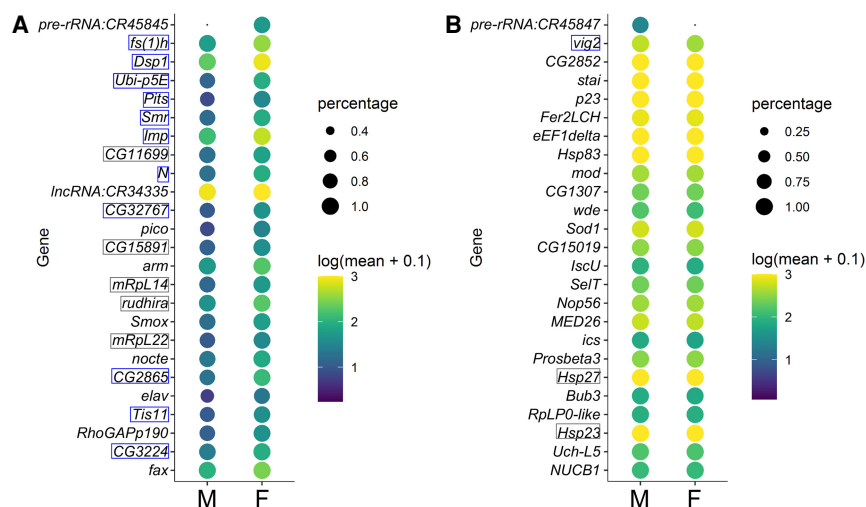 A
Gene
pre-rRNA:CR45845
fs(1)h
Dsp1
Ubi-p5E
Pits
Smr
Imp
CG11699
N
lncRNA:CR34335
CG32767
pico
CG15891
arm
mRpL14
rudhira
Smox
mRpL22
nocte
CG2865
elav
Tis11
RhoGAPp190
CG3224
fax
M F
percentage
0.4
0.6
0.8
1.0
log(mean + 0.1)
3
2
1
B
Gene
pre-rRNA:CR45847
vig2
CG2852
stai
p23
Fer2LCH
eEF1delta
Hsp83
mod
CG1307
wde
Sod1
CG15019
IscU
SelT
Nop56
MED26
ics
Prosbeta3
Hsp27
Bub3
RpLP0-like
Hsp23
Uch-L5
NUCB1
M F
percentage
0.25
0.50
0.75
1.00
log(mean + 0.1)
3
2
1